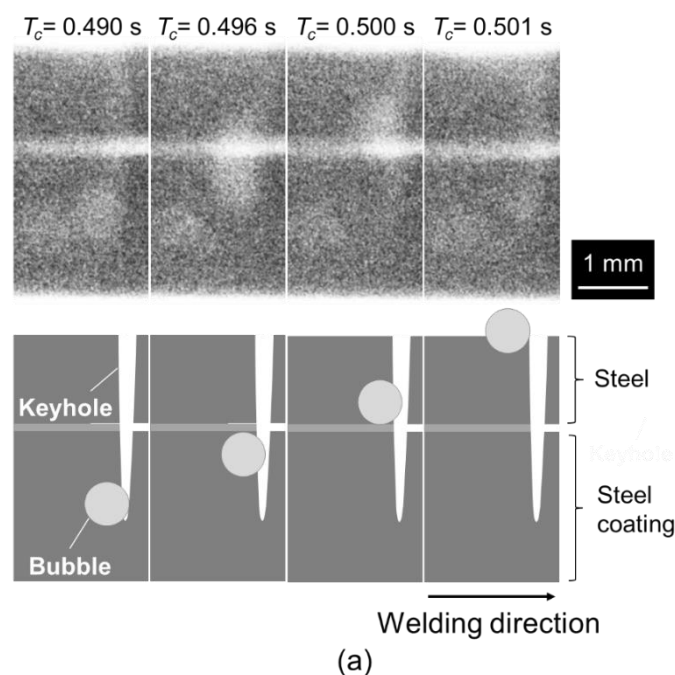 Tc= 0.490 s Tc= 0.496 s Tc= 0.500 s Tc= 0.501 s
1 mm
Keyhole
Bubble
Steel
Keyhole
Steel
coating
Welding direction
(a)